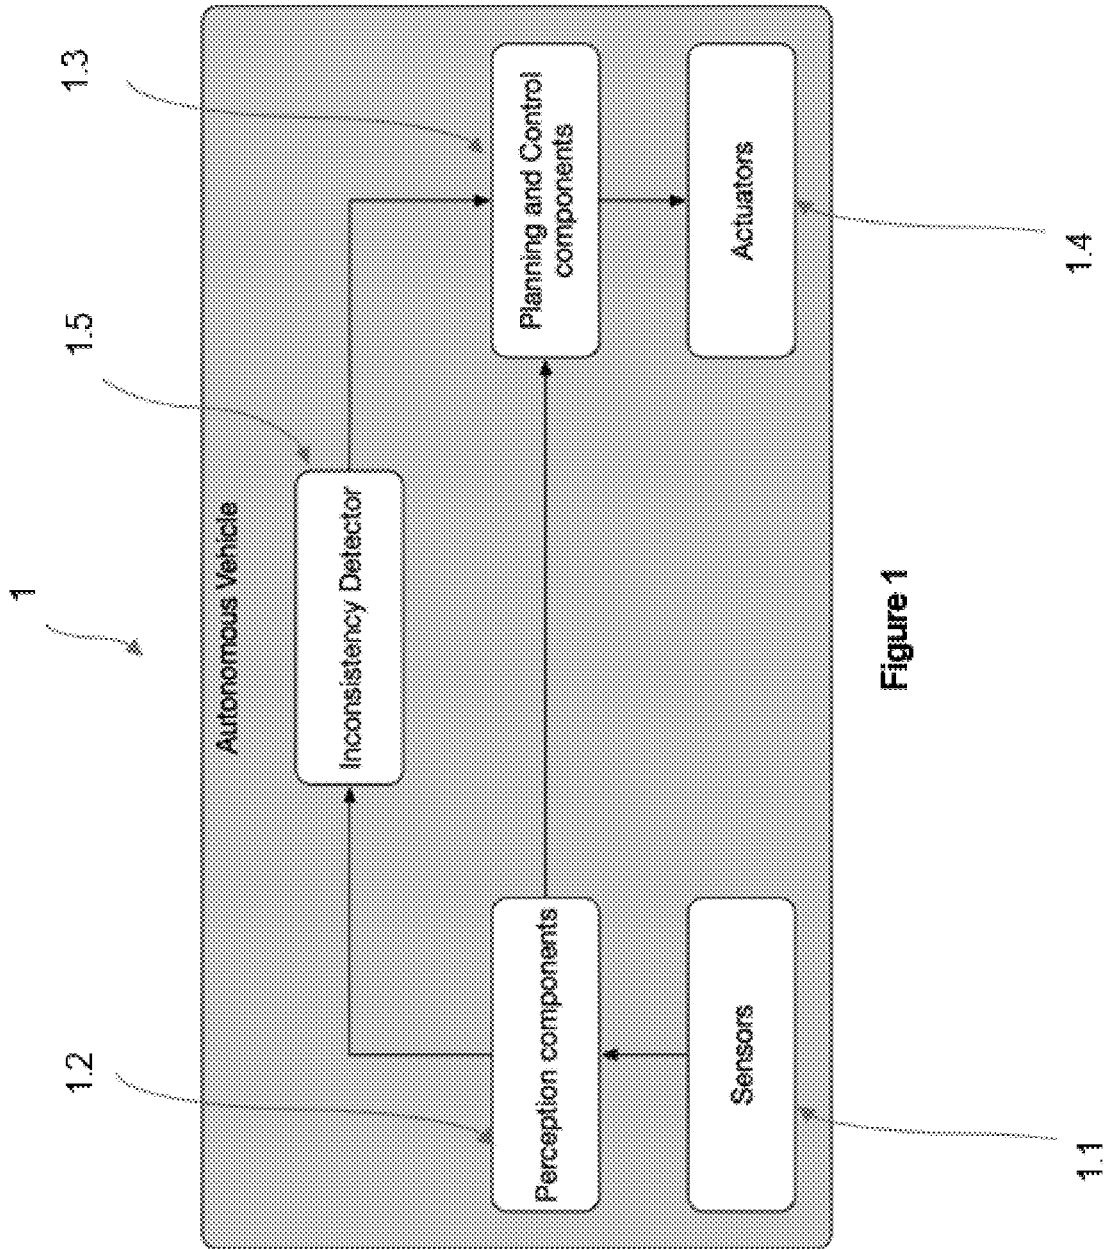 1
1.2
1.5
1.3
Autonomous Vehicle
Inconsistency Detector
Perception components
Planning and Control
components
Sensors
Actuators
1.1
1.4
Figure 1